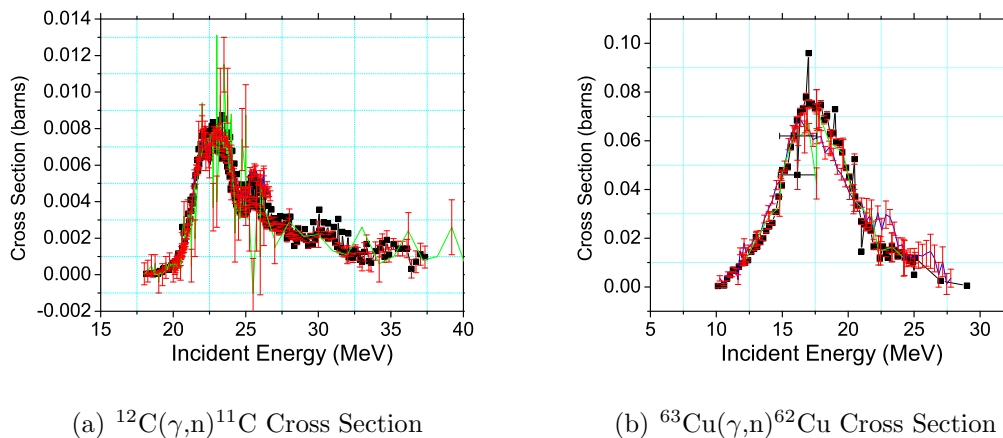 0.014
0.012
0.010
0.008
0.006
0.004
0.002
0.000
-0.002
Cross Section (barns)
15 20 25 30 35 40
Incident Energy (MeV)
0.10
0.08
0.06
0.04
0.02
0.00
Cross Section (barns)
5 10 15 20 25 30
Incident Energy (MeV)
(a) ¹²C(γ,n)¹¹C Cross Section
(b) ⁶³Cu(γ,n)⁶²Cu Cross Section